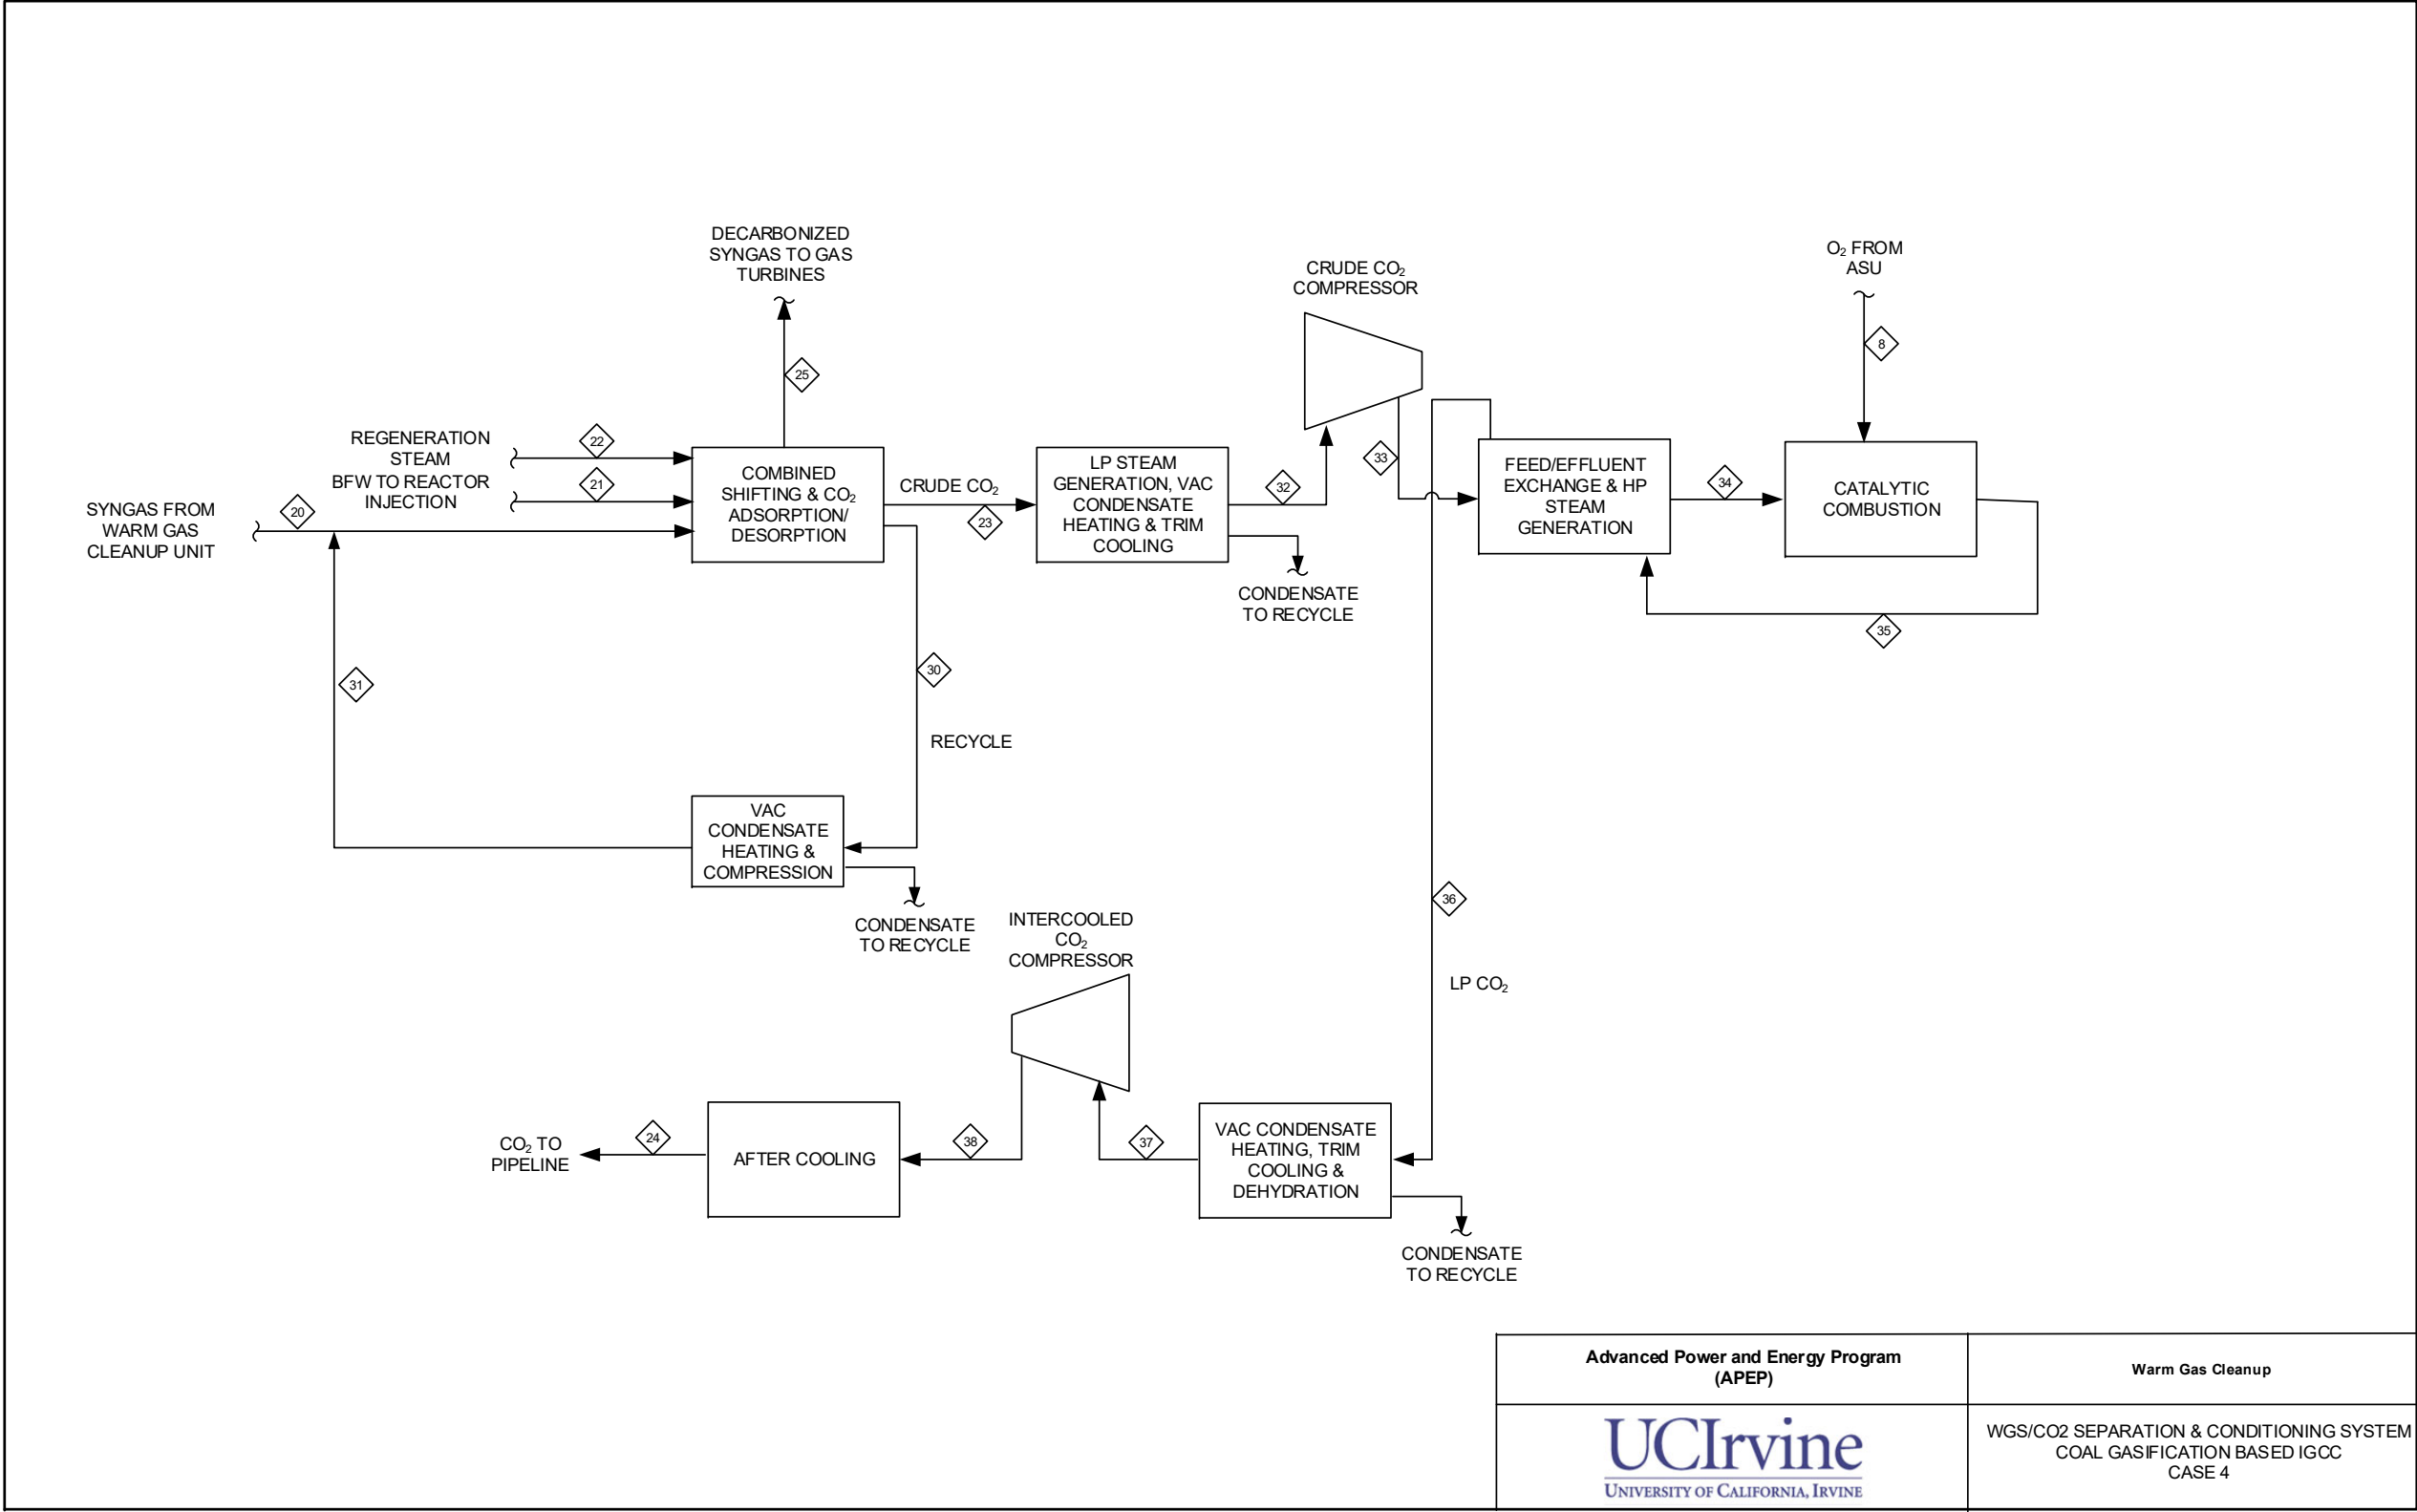 DECARBONIZED
SYNGAS TO GAS
TURBINES
25
CRUDE CO₂
COMPRESSOR
O₂ FROM
ASU
8
REGENERATION
STEAM
22
BFW TO REACTOR
INJECTION
21
SYNGAS FROM
WARM GAS
CLEANUP UNIT
20
COMBINED
SHIFTING & CO₂
ADSORPTION/
DESORPTION
CRUDE CO₂
23
LP STEAM
GENERATION, VAC
CONDENSATE
HEATING & TRIM
COOLING
32
CONDENSATE
TO RECYCLE
33
FEED/EFFLUENT
EXCHANGE & HP
STEAM
GENERATION
34
CATALYTIC
COMBUSTION
35
31
30
RECYCLE
VAC
CONDENSATE
HEATING &
COMPRESSION
CONDENSATE
TO RECYCLE
INTERCOOLED
CO₂
COMPRESSOR
36
LP CO₂
CO₂ TO
PIPELINE
24
AFTER COOLING
38
37
VAC CONDENSATE
HEATING, TRIM
COOLING &
DEHYDRATION
CONDENSATE
TO RECYCLE
Advanced Power and Energy Program
(APEP)
Warm Gas Cleanup
UCIrvine
UNIVERSITY OF CALIFORNIA, IRVINE
WGS/CO2 SEPARATION & CONDITIONING SYSTEM
COAL GASIFICATION BASED IGCC
CASE 4